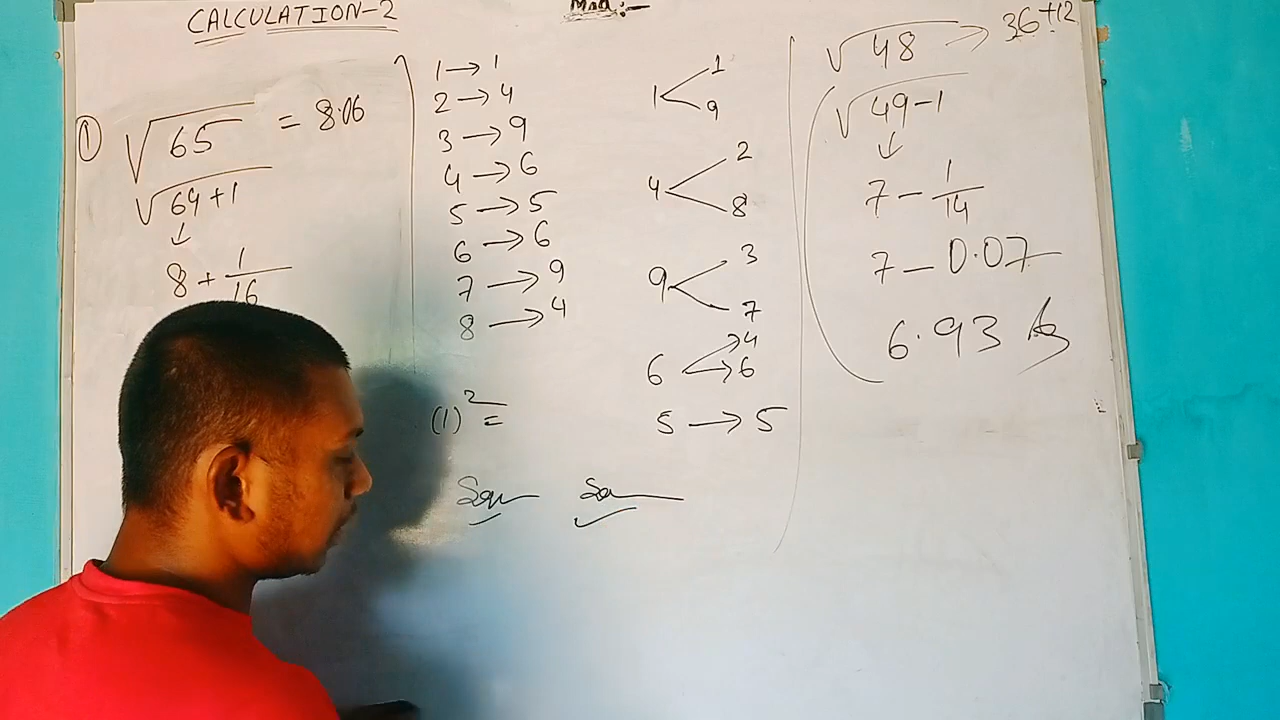 CALCULATION-2
① √65 = 8.06
√64+1
↓
8 + 1/16
1 → 1
2 → 4
3 → 9
4 → 6
5 → 5
6 → 6
7 → 9
8 → 4
(1)² =
1 < 1 9
4 < 2 8
9 < 3 7
6 < 4 6
5 → 5
√48 → 36+12
√49-1
↓
7 - 1/14
7 - 0.07
6.93